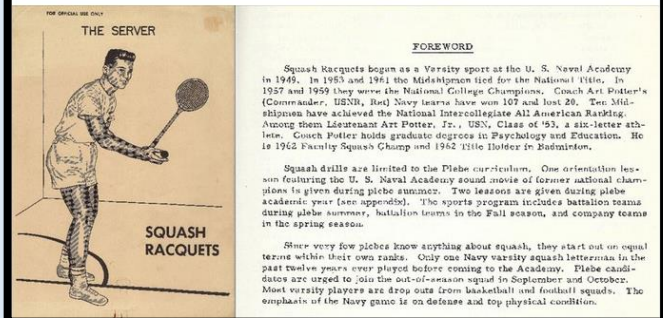 FOR OFFICIAL USE ONLY
THE SERVER
SQUASH
RACQUETS
FOREWORD
Squash Racquets began as a Varsity sport at the U. S. Naval Academy
in 1949. In 1953 and 1961 the Midshipmen tied for the National Title. In
1957 and 1959 they were the National College Champions. Coach Art Potter's
(Commander, USNR, Ret) Navy teams have won 107 and lost 20. Ten Mid-
shipmen have achieved the National Intercollegiate All American Ranking.
Among them Lieutenant Art Potter, Jr., USN, Class of '53, a six-letter ath-
lete. Coach Potter holds graduate degrees in Psychology and Education. He
is 1962 Faculty Squash Champ and 1962 Title Holder in Badminton.
Squash drills are limited to the Plebe curriculum. One orientation les-
son featuring the U. S. Naval Academy sound movie of former national cham-
pions is given during plebe summer. Two lessons are given during plebe
academic year (see appendix). The sports program includes battalion teams
during plebe summer, battalion teams in the Fall season, and company teams
in the spring season.
Since very few plebes know anything about squash, they start out on equal
terms within their own ranks. Only one Navy varsity squash letterman in the
past twelve years ever played before coming to the Academy. Plebe candi-
dates are urged to join the out-of-season squad in September and October.
Most varsity players are drop outs from basketball and football squads. The
emphasis of the Navy game is on defense and top physical condition.